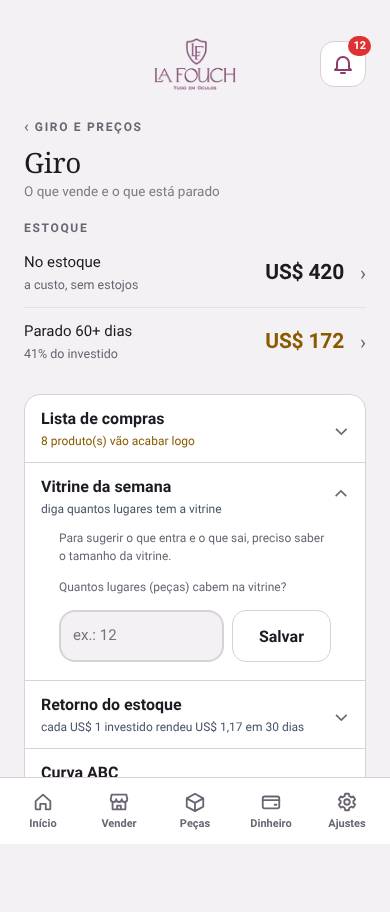 LF
LA FOUCH
TUDO EM ÓCULOS
12
‹ GIRO E PREÇOS
Giro
O que vende e o que está parado
ESTOQUE
No estoque
a custo, sem estojos
US$ 420 ›
Parado 60+ dias
41% do investido
US$ 172 ›
Lista de compras
8 produto(s) vão acabar logo
Vitrine da semana
diga quantos lugares tem a vitrine
Para sugerir o que entra e o que sai, preciso saber
o tamanho da vitrine.
Quantos lugares (peças) cabem na vitrine?
ex.: 12
Salvar
Retorno do estoque
cada US$ 1 investido rendeu US$ 1,17 em 30 dias
Curva ABC
Início
Vender
Peças
Dinheiro
Ajustes